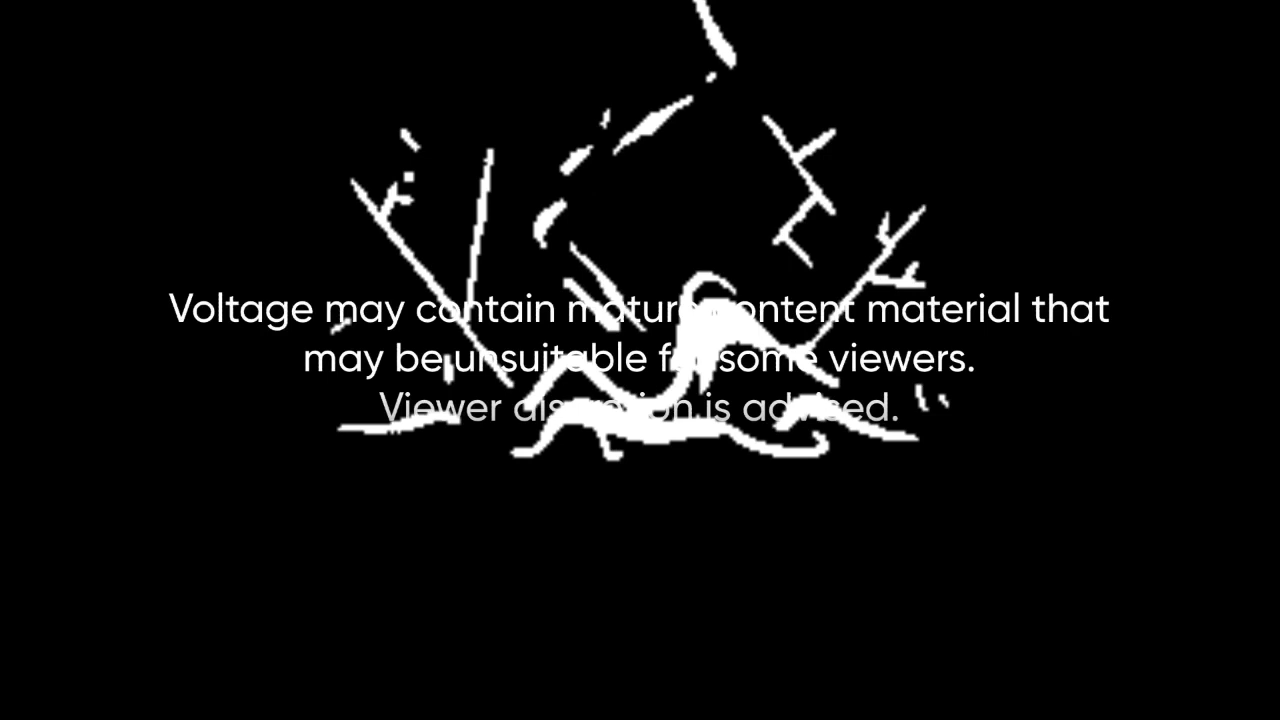 Voltage may contain mature content material that
may be unsuitable for some viewers.
Viewer discretion is advised.